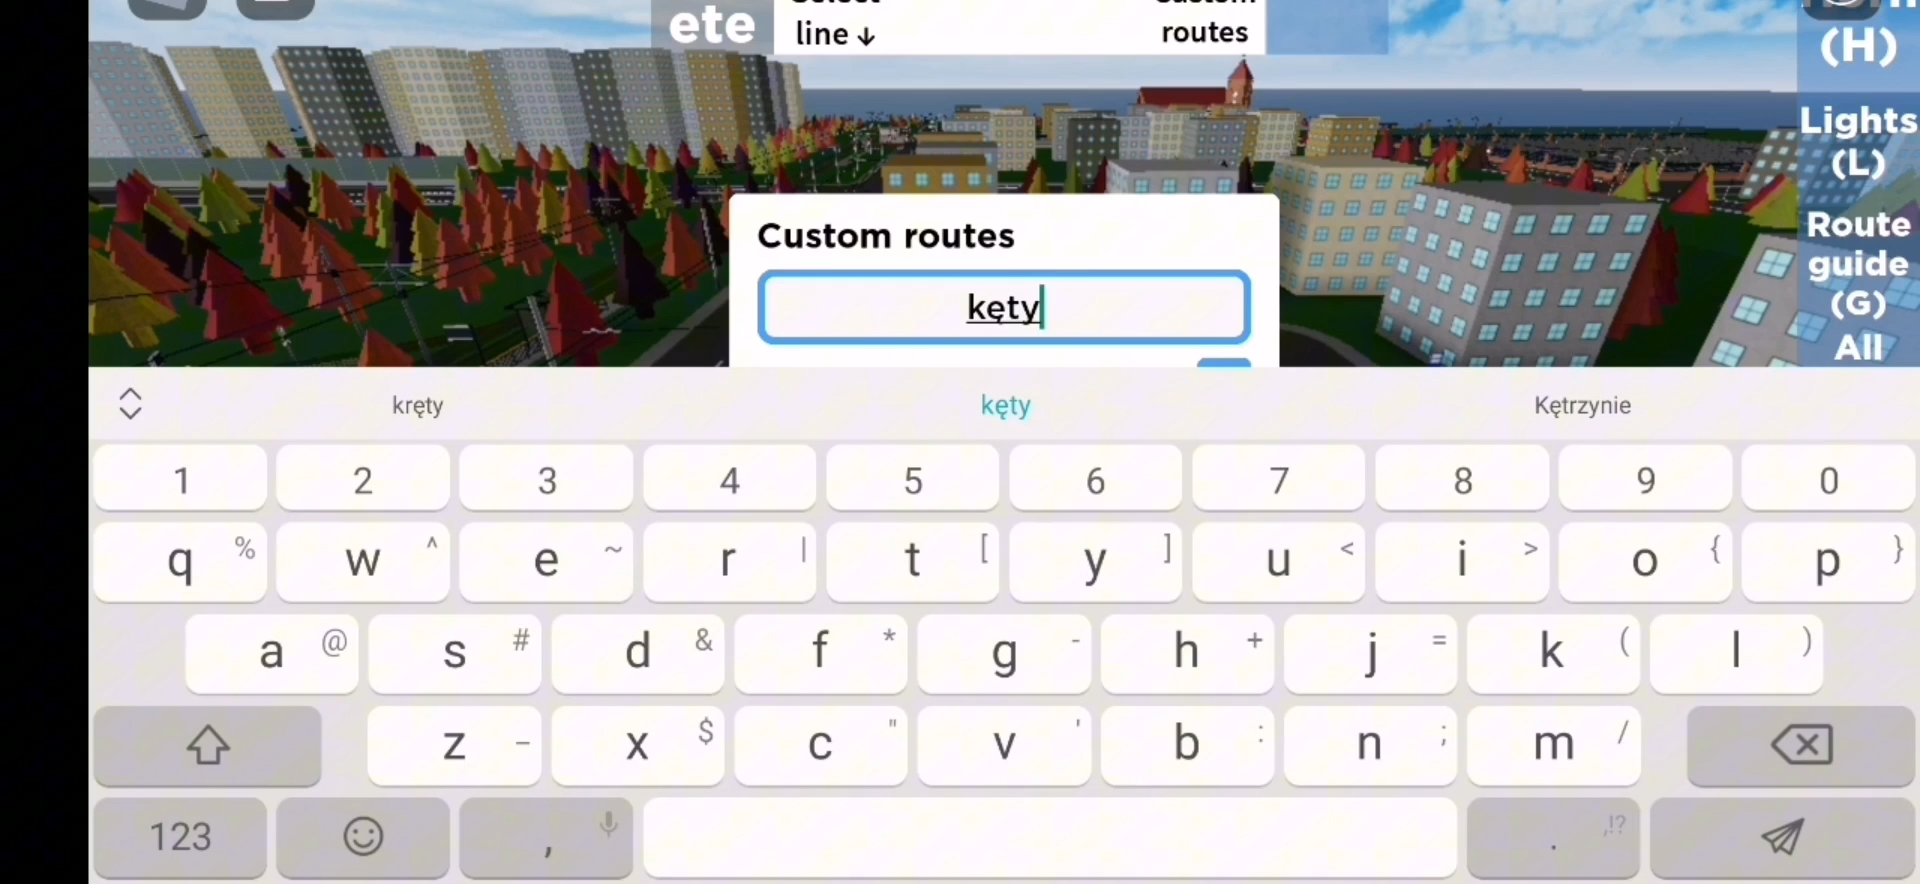 ete
line ↓
routes
(H)
Lights
(L)
Route
guide
(G)
All
Custom routes
kęty
kręty
kęty
Kętrzynie
1 2 3 4 5 6 7 8 9 0
q % w ^ e ~ r | t [ y ] u < i > o { p }
a @ s # d & f * g - h + j = k ( l )
z _ x $ c " v ' b : n ; m /
123 , . ,!?